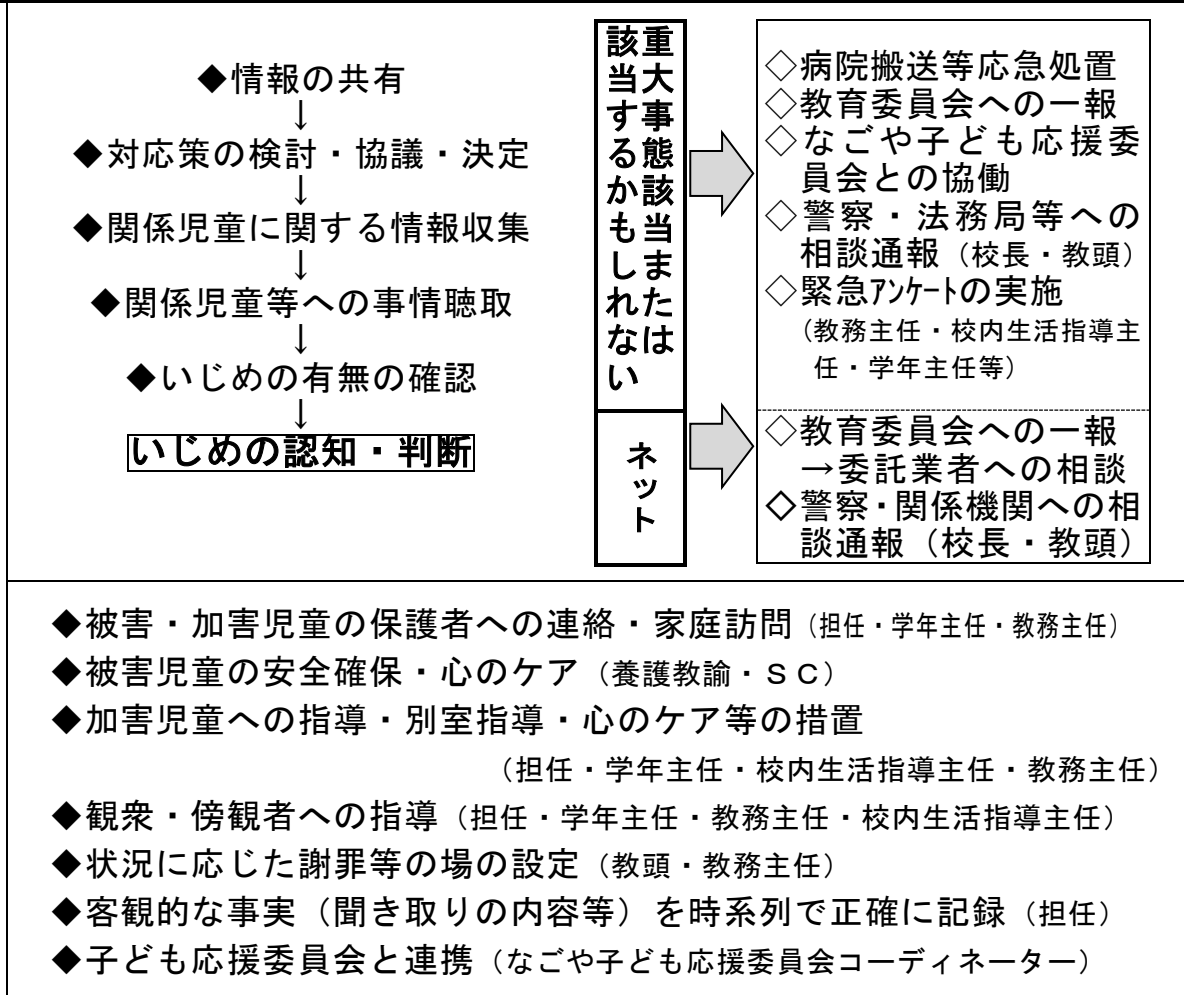 ◆情報の共有
↓
◆対応策の検討・協議・決定
↓
◆関係児童に関する情報収集
↓
◆関係児童等への事情聴取
↓
◆いじめの有無の確認
↓
いじめの認知・判断
重大事態該当または
該当するかもしれない
◇病院搬送等応急処置
◇教育委員会への一報
◇なごや子ども応援委
員会との協働
◇警察・法務局等への
相談通報（校長・教頭）
◇緊急ｱﾝｹｰﾄの実施
（教務主任・校内生活指導主
任・学年主任等）
ネット
◇教育委員会への一報
→委託業者への相談
◇警察・関係機関への相
談通報（校長・教頭）
◆被害・加害児童の保護者への連絡・家庭訪問（担任・学年主任・教務主任）
◆被害児童の安全確保・心のケア（養護教諭・ＳＣ）
◆加害児童への指導・別室指導・心のケア等の措置
（担任・学年主任・校内生活指導主任・教務主任）
◆観衆・傍観者への指導（担任・学年主任・教務主任・校内生活指導主任）
◆状況に応じた謝罪等の場の設定（教頭・教務主任）
◆客観的な事実（聞き取りの内容等）を時系列で正確に記録（担任）
◆子ども応援委員会と連携（なごや子ども応援委員会コーディネーター）